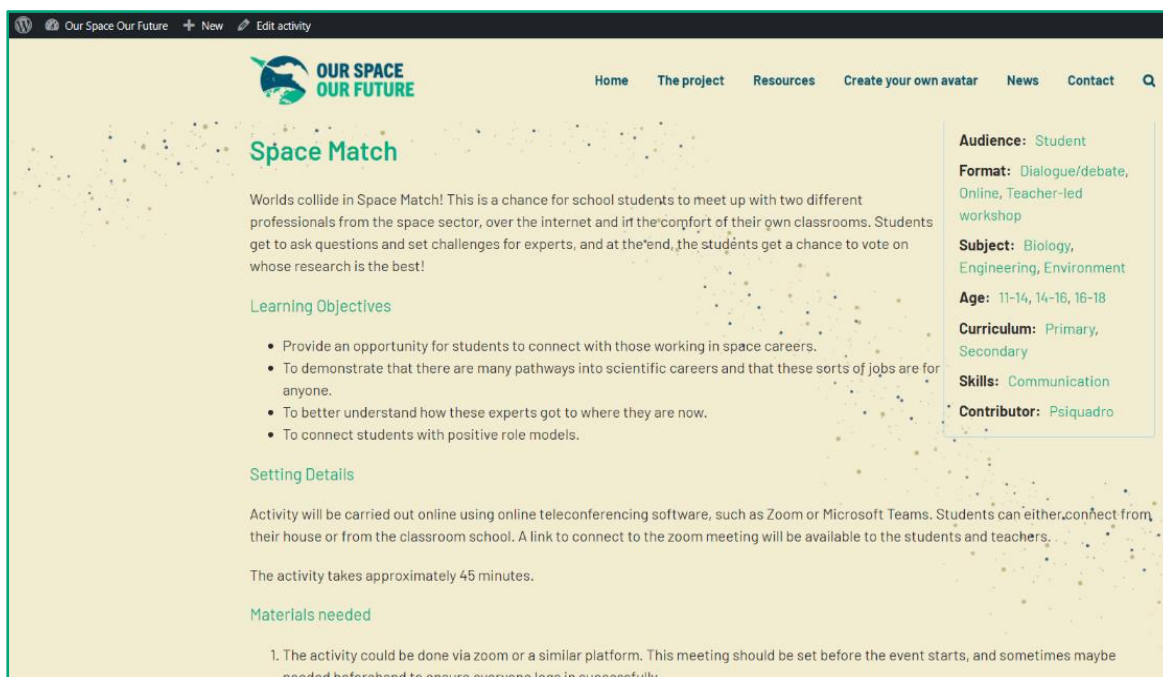 Our Space Our Future New Edit activity
OUR SPACE
OUR FUTURE
Home The project Resources Create your own avatar News Contact
Space Match
Worlds collide in Space Match! This is a chance for school students to meet up with two different
professionals from the space sector, over the internet and in the comfort of their own classrooms. Students
get to ask questions and set challenges for experts, and at the end, the students get a chance to vote on
whose research is the best!
Learning Objectives
• Provide an opportunity for students to connect with those working in space careers.
• To demonstrate that there are many pathways into scientific careers and that these sorts of jobs are for
anyone.
• To better understand how these experts got to where they are now.
• To connect students with positive role models.
Audience: Student
Format: Dialogue/debate,
Online, Teacher-led
workshop
Subject: Biology,
Engineering, Environment
Age: 11-14, 14-16, 16-18
Curriculum: Primary,
Secondary
Skills: Communication
Contributor: Psiquadro
Setting Details
Activity will be carried out online using online teleconferencing software, such as Zoom or Microsoft Teams. Students can either connect from
their house or from the classroom school. A link to connect to the zoom meeting will be available to the students and teachers.
The activity takes approximately 45 minutes.
Materials needed
1. The activity could be done via zoom or a similar platform. This meeting should be set before the event starts, and sometimes maybe
needed beforehand to ensure everyone logs in successfully.